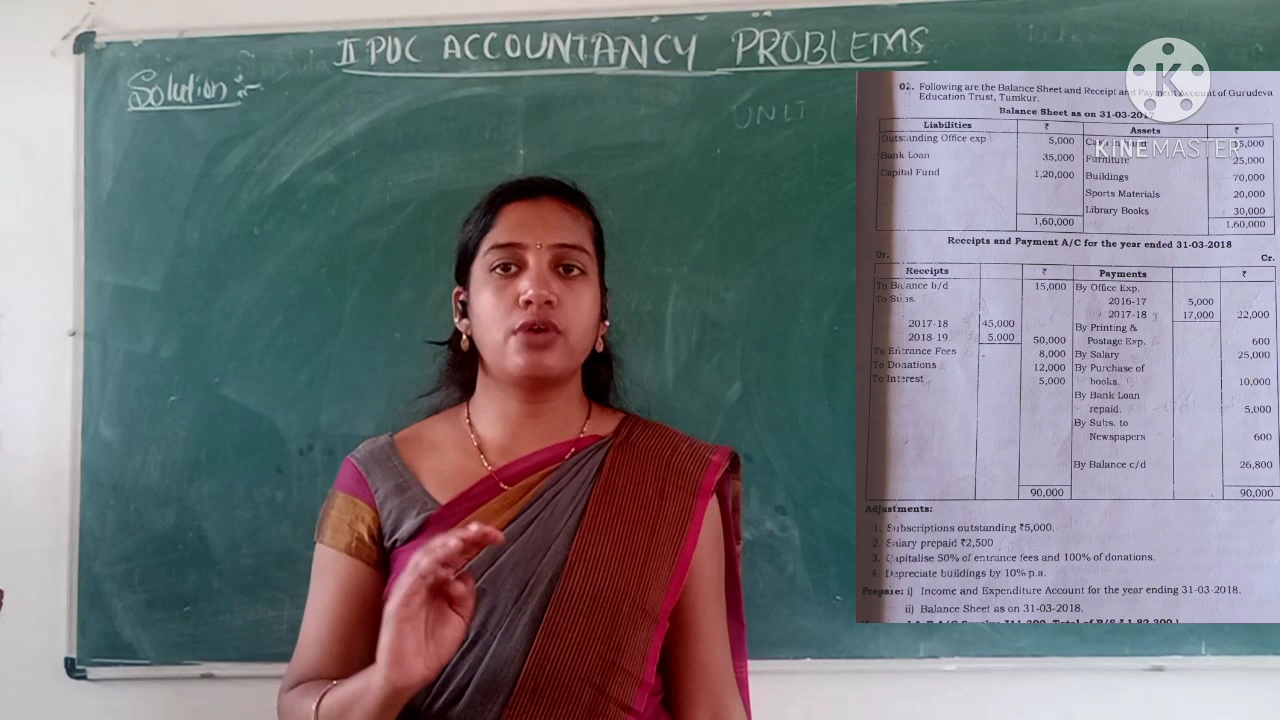 II PUC ACCOUNTANCY PROBLEMS
Solution :-
UNIT
KINEMASTER
02. Following are the Balance Sheet and Receipt and Payment Account of Gurudeva
Education Trust, Tumkur.
Balance Sheet as on 31-03-2017
Liabilities ₹ Assets ₹
Outstanding Office exp 5,000 Cash in hand 15,000
Bank Loan 35,000 Furniture 25,000
Capital Fund 1,20,000 Buildings 70,000
Sports Materials 20,000
Library Books 30,000
1,60,000 1,60,000
Receipts and Payment A/C for the year ended 31-03-2018
Dr. Cr.
Receipts ₹ Payments ₹
To Balance b/d 15,000 By Office Exp.
To Subs. 2016-17 5,000
2017-18 17,000 22,000
2017-18 45,000 By Printing &
2018-19 5,000 50,000 Postage Exp. 600
To Entrance Fees 8,000 By Salary 25,000
To Donations 12,000 By Purchase of
To Interest 5,000 books. 10,000
By Bank Loan
repaid. 5,000
By Subs. to
Newspapers 600
By Balance c/d 26,800
90,000 90,000
Adjustments:
1. Subscriptions outstanding ₹5,000.
2. Salary prepaid ₹2,500
3. Capitalise 50% of entrance fees and 100% of donations.
4. Depreciate buildings by 10% p.a.
Prepare: i) Income and Expenditure Account for the year ending 31-03-2018.
ii) Balance Sheet as on 31-03-2018.